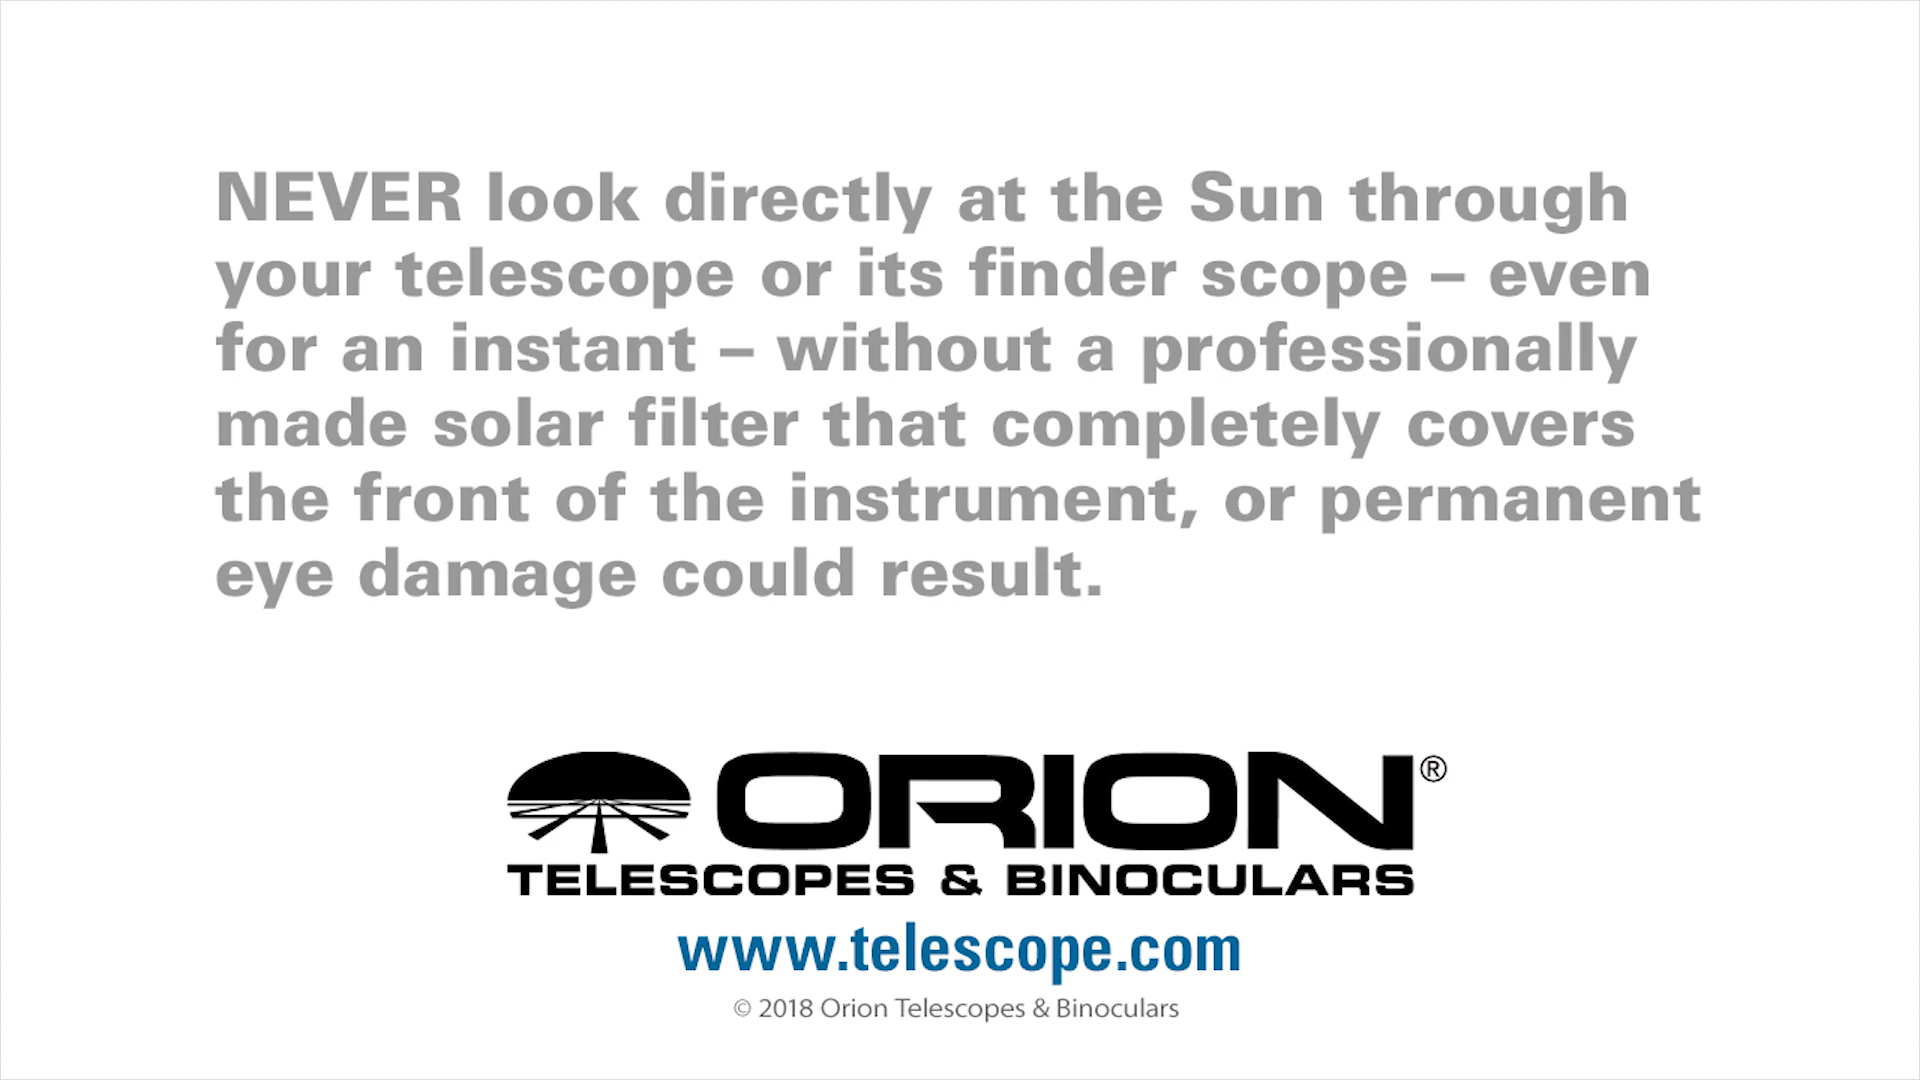 NEVER look directly at the Sun through
your telescope or its finder scope – even
for an instant – without a professionally
made solar filter that completely covers
the front of the instrument, or permanent
eye damage could result.
ORION®
TELESCOPES & BINOCULARS
www.telescope.com
© 2018 Orion Telescopes & Binoculars